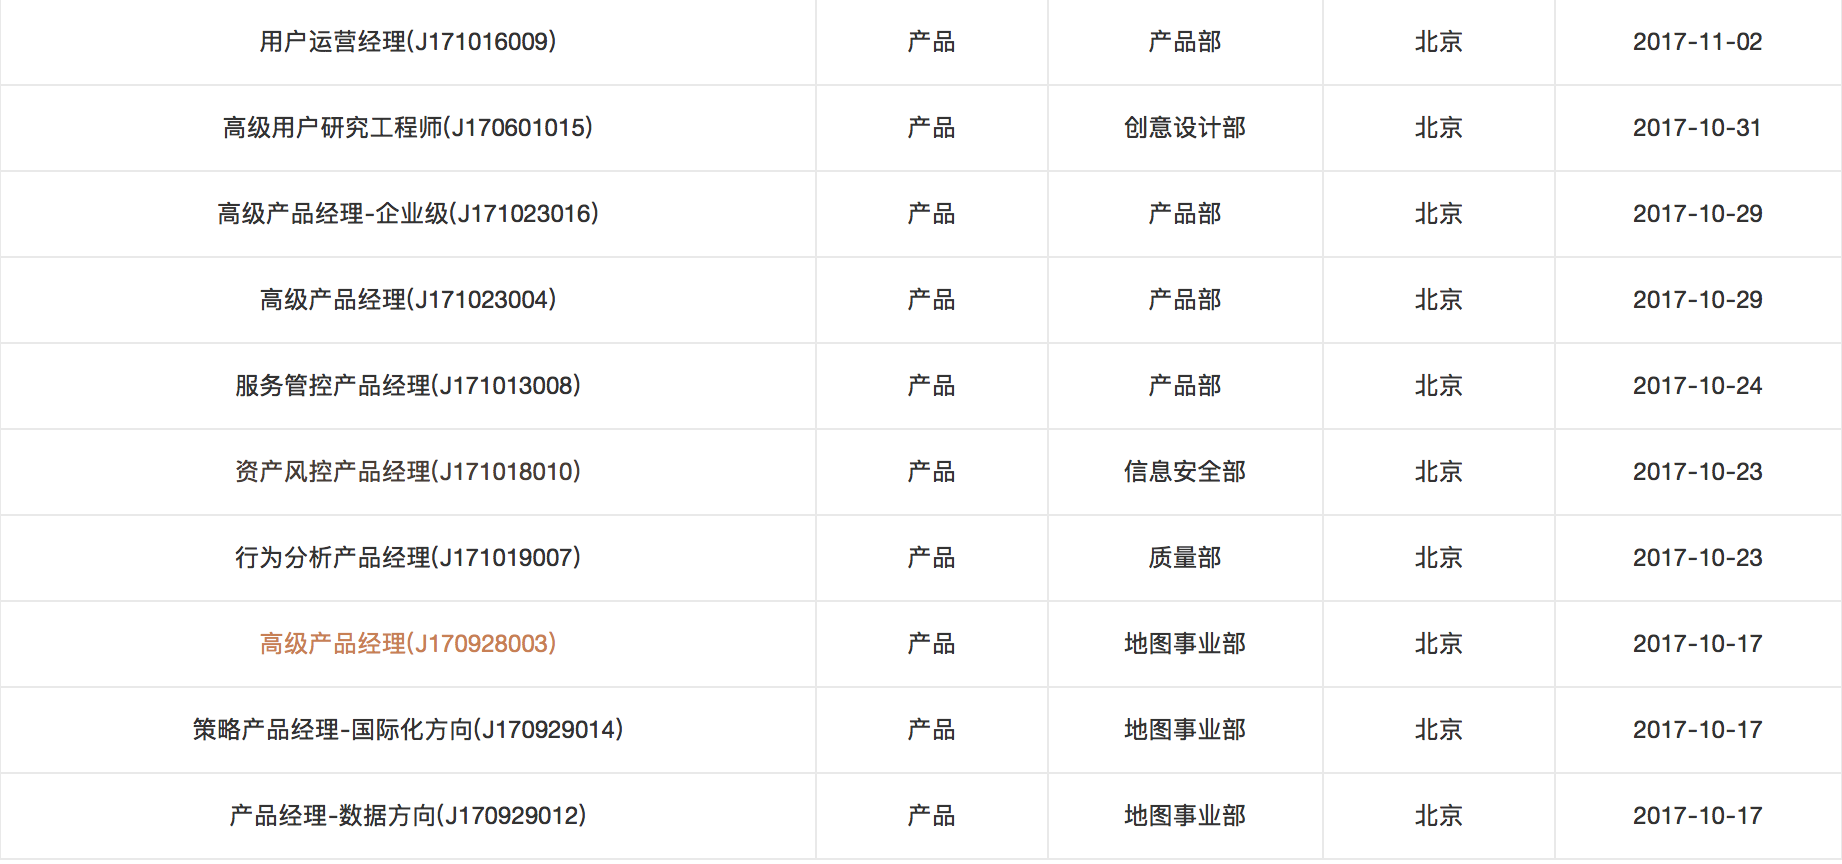 用户运营经理(J171016009) 产品 产品部 北京 2017-11-02
高级用户研究工程师(J170601015) 产品 创意设计部 北京 2017-10-31
高级产品经理-企业级(J171023016) 产品 产品部 北京 2017-10-29
高级产品经理(J171023004) 产品 产品部 北京 2017-10-29
服务管控产品经理(J171013008) 产品 产品部 北京 2017-10-24
资产风控产品经理(J171018010) 产品 信息安全部 北京 2017-10-23
行为分析产品经理(J171019007) 产品 质量部 北京 2017-10-23
高级产品经理(J170928003) 产品 地图事业部 北京 2017-10-17
策略产品经理-国际化方向(J170929014) 产品 地图事业部 北京 2017-10-17
产品经理-数据方向(J170929012) 产品 地图事业部 北京 2017-10-17